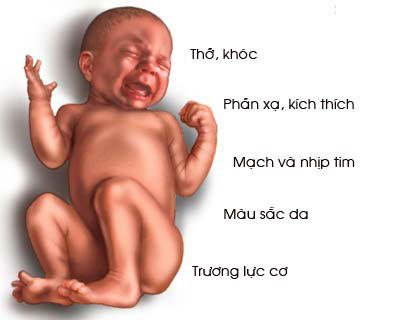 Thở, khóc
Phản xạ, kích thích
Mạch và nhịp tim
Màu sắc da
Trương lực cơ